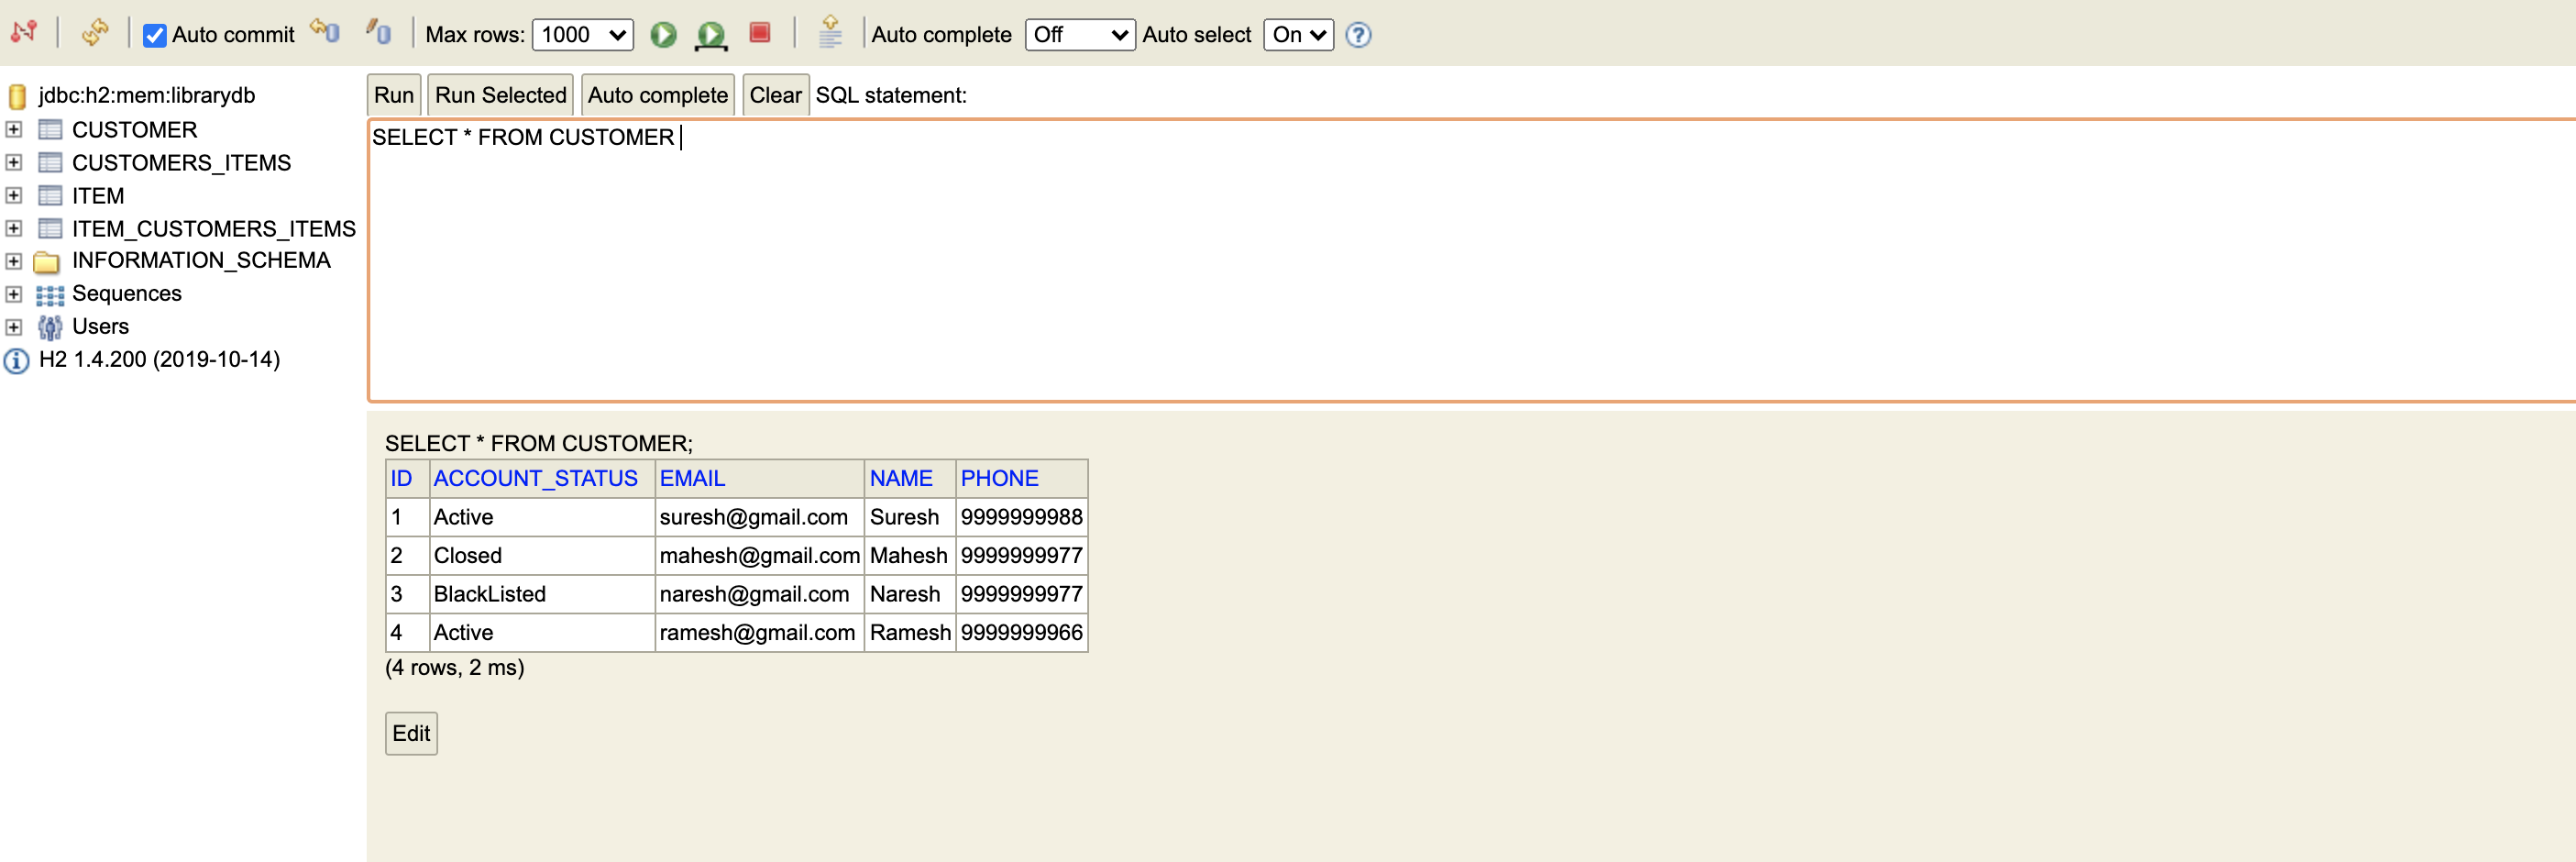 Auto commit Max rows: 1000 Auto complete Off Auto select On ?
jdbc:h2:mem:librarydb
CUSTOMER
CUSTOMERS_ITEMS
ITEM
ITEM_CUSTOMERS_ITEMS
INFORMATION_SCHEMA
Sequences
Users
H2 1.4.200 (2019-10-14)
Run Run Selected Auto complete Clear SQL statement:
SELECT * FROM CUSTOMER
SELECT * FROM CUSTOMER;
ID ACCOUNT_STATUS EMAIL NAME PHONE
1 Active suresh@gmail.com Suresh 9999999988
2 Closed mahesh@gmail.com Mahesh 9999999977
3 BlackListed naresh@gmail.com Naresh 9999999977
4 Active ramesh@gmail.com Ramesh 9999999966
(4 rows, 2 ms)
Edit